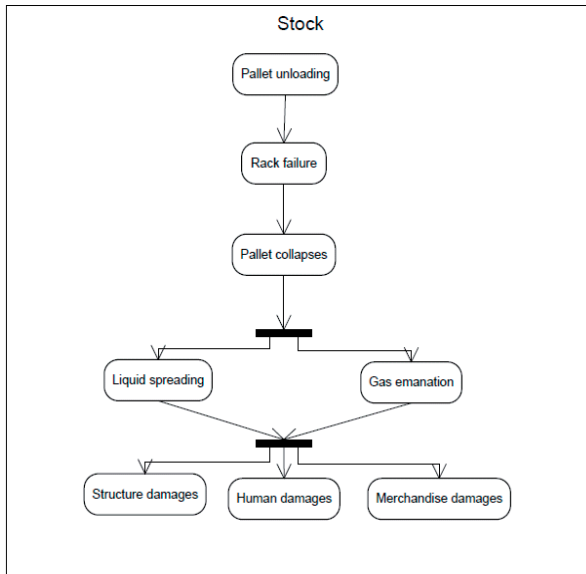 Stock
Pallet unloading
Rack failure
Pallet collapses
Liquid spreading
Gas emanation
Structure damages
Human damages
Merchandise damages